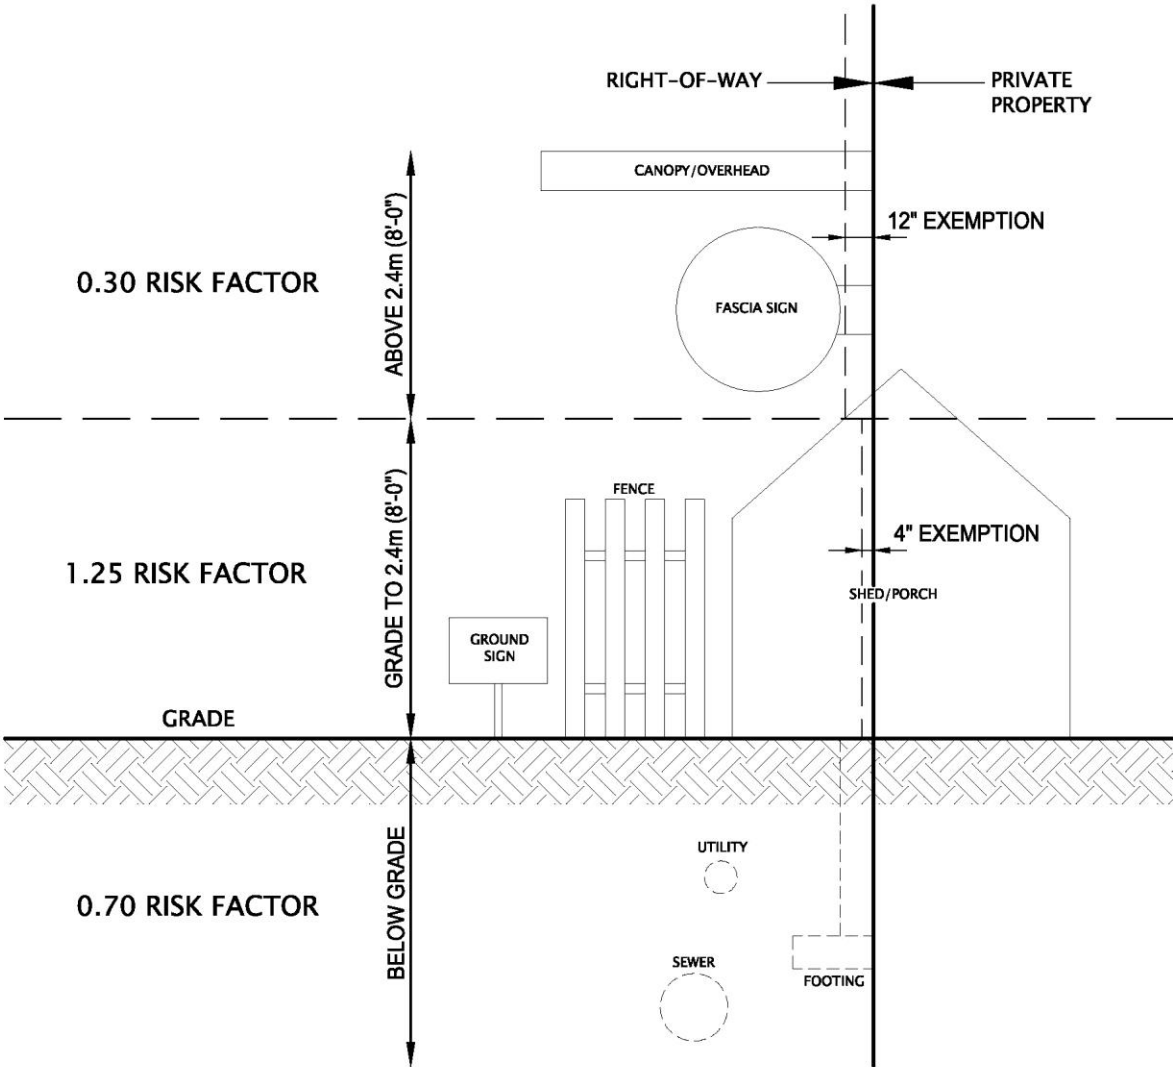 RIGHT-OF-WAY
PRIVATE
PROPERTY
CANOPY/OVERHEAD
12" EXEMPTION
0.30 RISK FACTOR
ABOVE 2.4m (8'-0")
FASCIA SIGN
FENCE
4" EXEMPTION
1.25 RISK FACTOR
GRADE TO 2.4m (8'-0")
SHED/PORCH
GROUND
SIGN
GRADE
UTILITY
0.70 RISK FACTOR
BELOW GRADE
SEWER
FOOTING